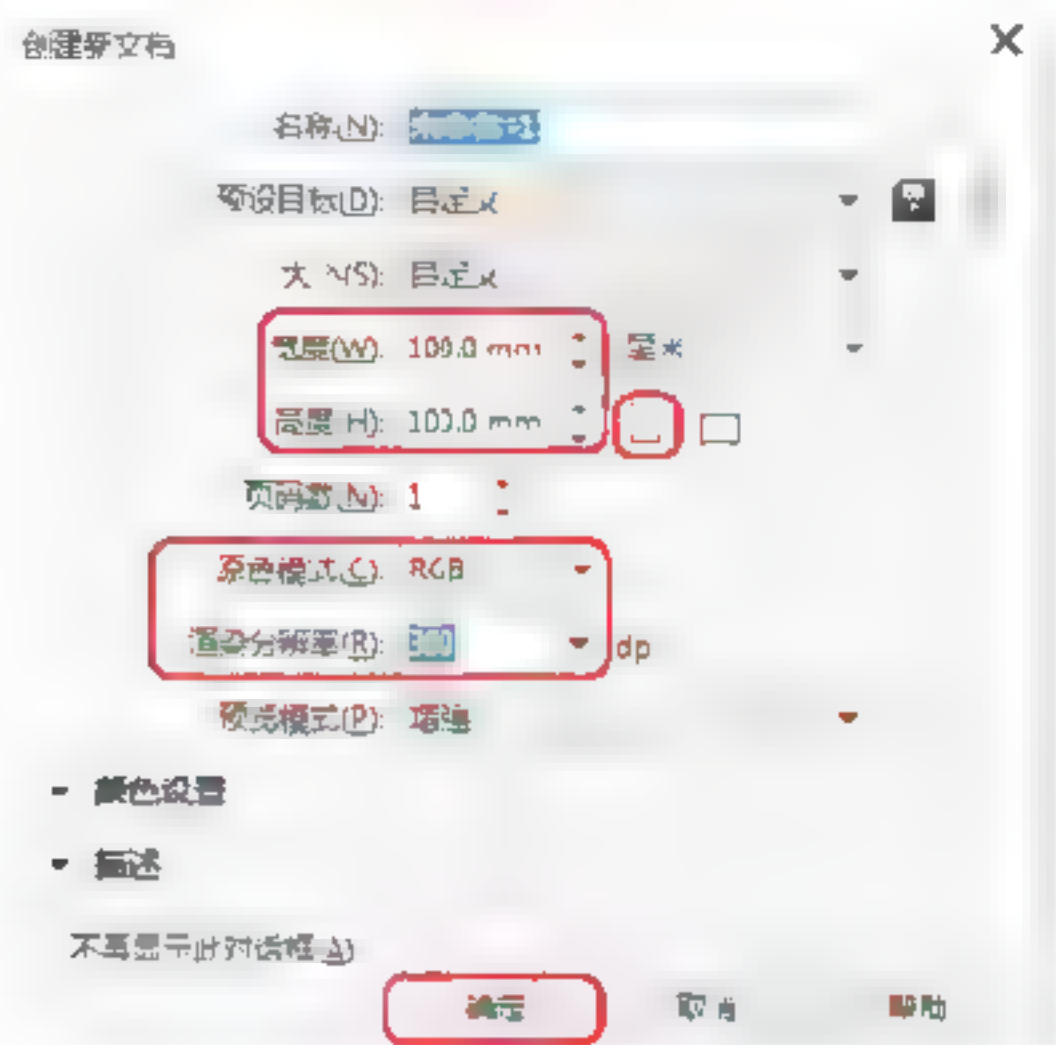 创建新文档
名称(N):
预设目标(D): 自定义
大小(S): 自定义
宽度(W): 100.0 mm 毫米
高度(H): 100.0 mm
页码数(N): 1
原色模式(C): RGB
渲染分辨率(R): dp
预览模式(P): 增强
颜色设置
描述
不再显示此对话框(A)
确定 取消 帮助